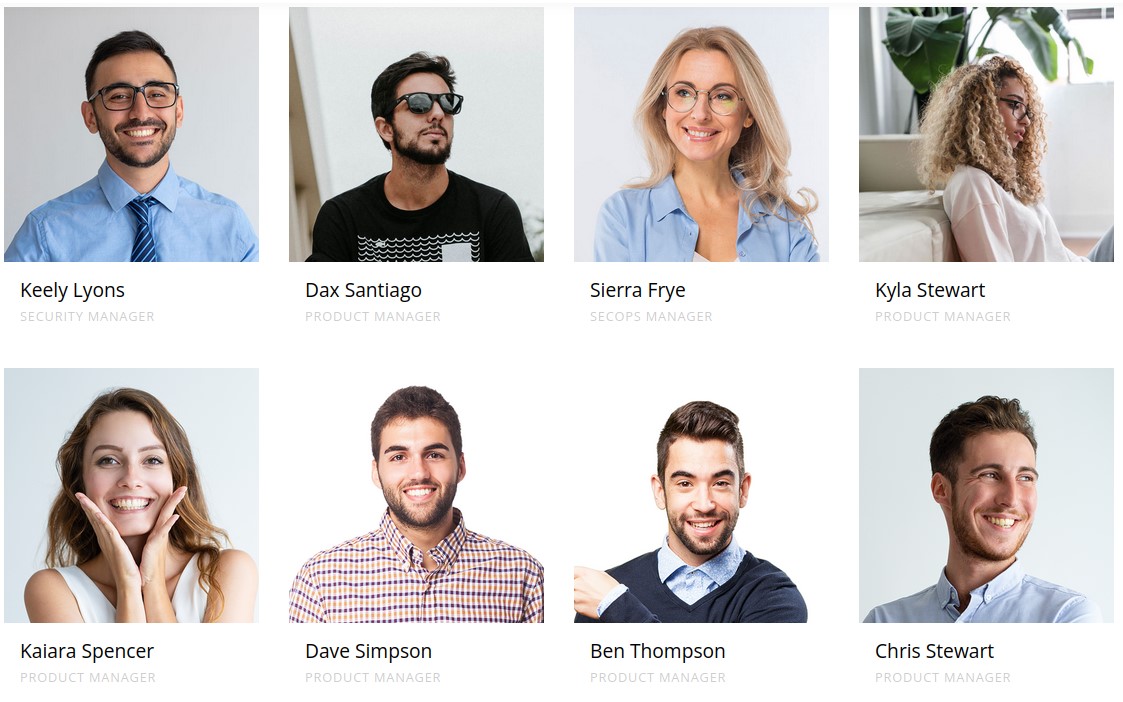 Keely Lyons
SECURITY MANAGER
Dax Santiago
PRODUCT MANAGER
Sierra Frye
SECOPS MANAGER
Kyla Stewart
PRODUCT MANAGER
Kaiara Spencer
PRODUCT MANAGER
Dave Simpson
PRODUCT MANAGER
Ben Thompson
PRODUCT MANAGER
Chris Stewart
PRODUCT MANAGER